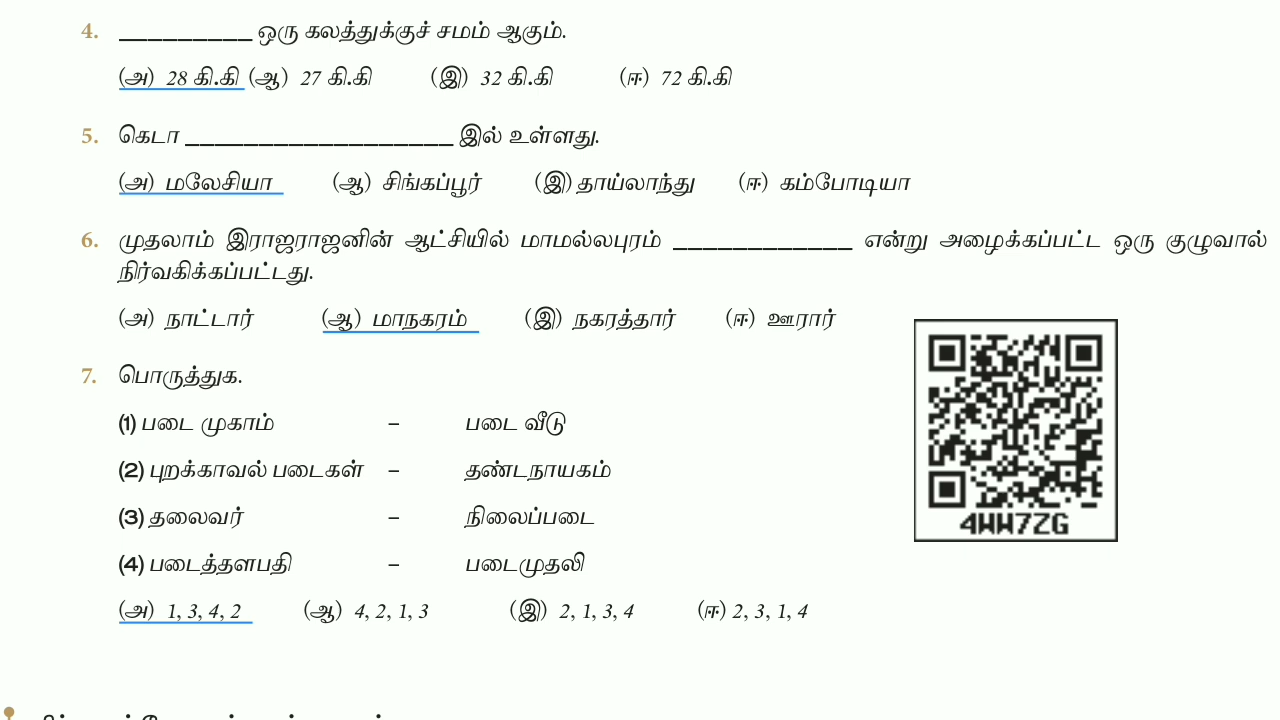 4. _________ ஒரு கலத்துக்குச் சமம் ஆகும்.
(அ) 28 கி.கி (ஆ) 27 கி.கி (இ) 32 கி.கி (ஈ) 72 கி.கி
5. கெடா __________________ இல் உள்ளது.
(அ) மலேசியா (ஆ) சிங்கப்பூர் (இ) தாய்லாந்து (ஈ) கம்போடியா
6. முதலாம் இராஜராஜனின் ஆட்சியில் மாமல்லபுரம் ____________ என்று அழைக்கப்பட்ட ஒரு குழுவால்
நிர்வகிக்கப்பட்டது.
(அ) நாட்டார் (ஆ) மாநகரம் (இ) நகரத்தார் (ஈ) ஊரார்
7. பொருத்துக.
(1) படை முகாம் – படை வீடு
(2) புறக்காவல் படைகள் – தண்டநாயகம்
(3) தலைவர் – நிலைப்படை
(4) படைத்தளபதி – படைமுதலி
(அ) 1, 3, 4, 2 (ஆ) 4, 2, 1, 3 (இ) 2, 1, 3, 4 (ஈ) 2, 3, 1, 4
4WW7ZG